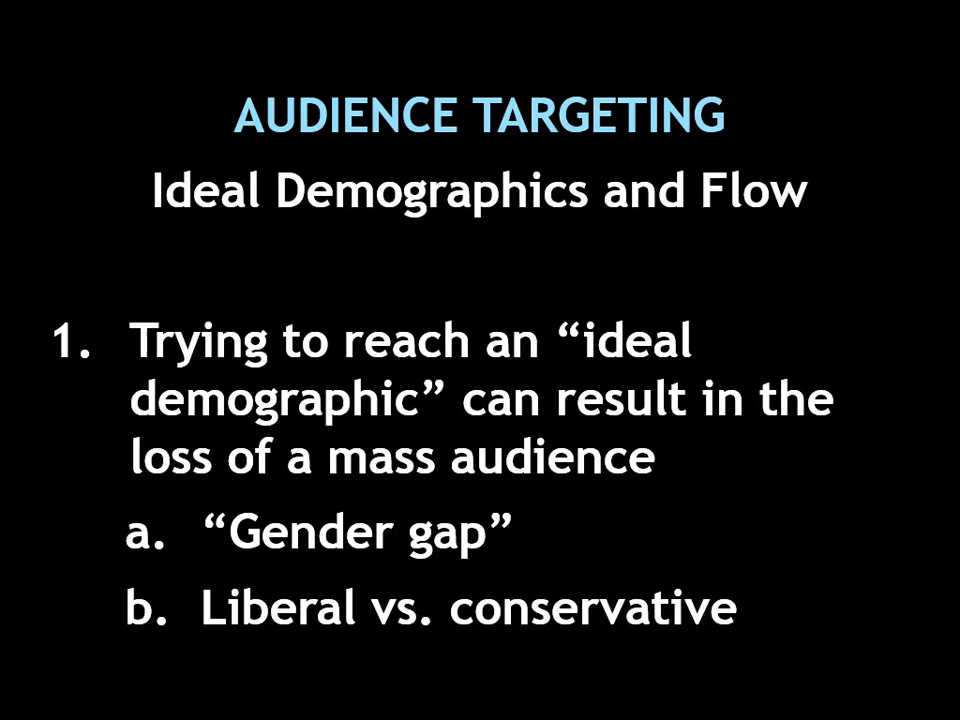 AUDIENCE TARGETING
Ideal Demographics and Flow
1. Trying to reach an “ideal
demographic” can result in the
loss of a mass audience
a. “Gender gap”
b. Liberal vs. conservative